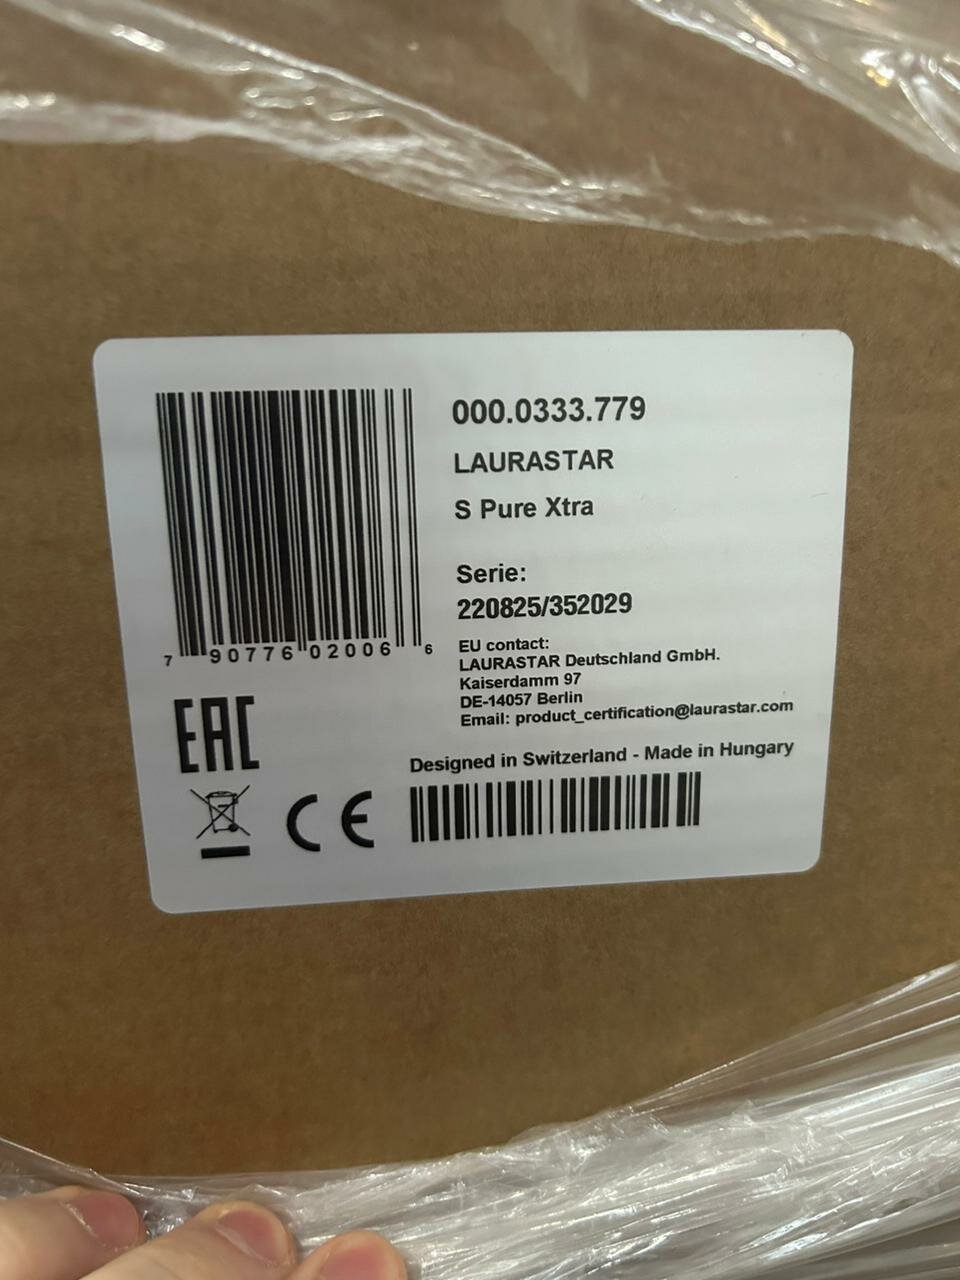 000.0333.779
LAURASTAR
S Pure Xtra
Serie:
220825/352029
7 90776 02006 6
EU contact:
LAURASTAR Deutschland GmbH.
Kaiserdamm 97
DE-14057 Berlin
Email: product_certification@laurastar.com
EAC
Designed in Switzerland - Made in Hungary
CE